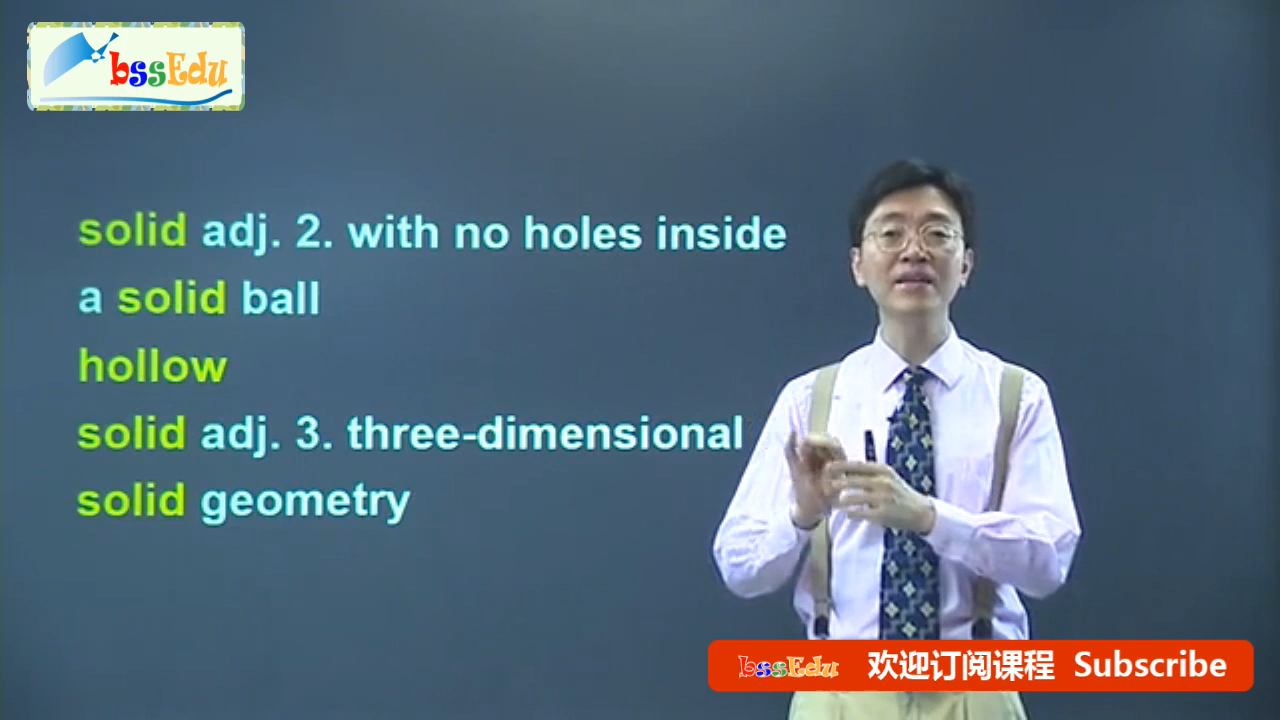 bssEdu
solid adj. 2. with no holes inside
a solid ball
hollow
solid adj. 3. three-dimensional
solid geometry
bssEdu 欢迎订阅课程 Subscribe